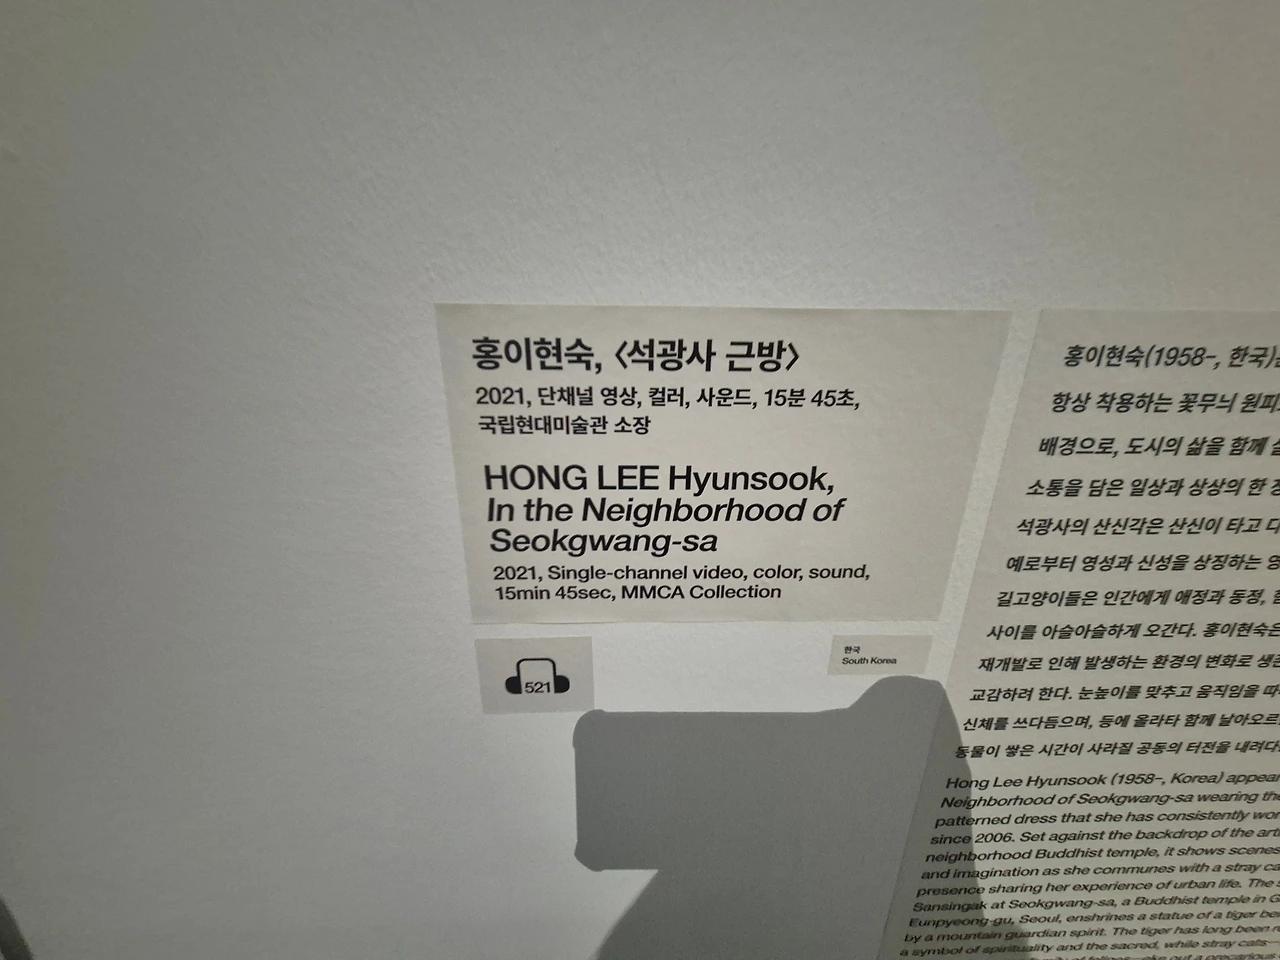 홍이현숙, 〈석광사 근방〉
2021, 단채널 영상, 컬러, 사운드, 15분 45초,
국립현대미술관 소장
HONG LEE Hyunsook,
In the Neighborhood of
Seokgwang-sa
2021, Single-channel video, color, sound,
15min 45sec, MMCA Collection
521
한국
South Korea
홍이현숙(1958–, 한국)은
항상 착용하는 꽃무늬 원피
배경으로, 도시의 삶을 함께
소통을 담은 일상과 상상의 한
석광사의 산신각은 산신이 타고
예로부터 영성과 신성을 상징하는
길고양이들은 인간에게 애정과 동정,
사이를 아슬아슬하게 오간다. 홍이현숙은
재개발로 인해 발생하는 환경의 변화로
교감하려 한다. 눈높이를 맞추고 움직임을
신체를 쓰다듬으며, 등에 올라타 함께
동물이 쌓은 시간이 사라질 공동의 터전을
Hong Lee Hyunsook (1958–, Korea) appear
Neighborhood of Seokgwang-sa wearing the
patterned dress that she has consistently wor
since 2006. Set against the backdrop of the
neighborhood Buddhist temple, it shows scenes
and imagination as she communes with a stray
presence sharing her experience of urban life. The
Sansingak at Seokgwang-sa, a Buddhist temple in
Eunpyeong-gu, Seoul, enshrines a statue of a tiger
by a mountain guardian spirit. The tiger has long been
a symbol of spirituality and the sacred, while stray cats—